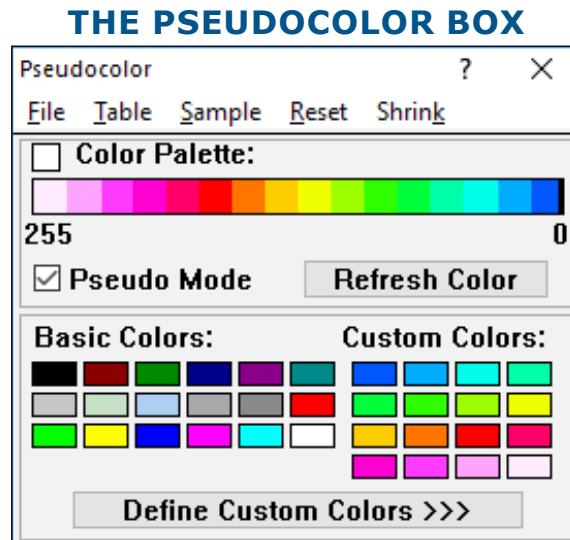 THE PSEUDOCOLOR BOX
Pseudocolor ?
File Table Sample Reset Shrink
Color Palette:
255 0
Pseudo Mode Refresh Color
Basic Colors: Custom Colors:
Define Custom Colors >>>